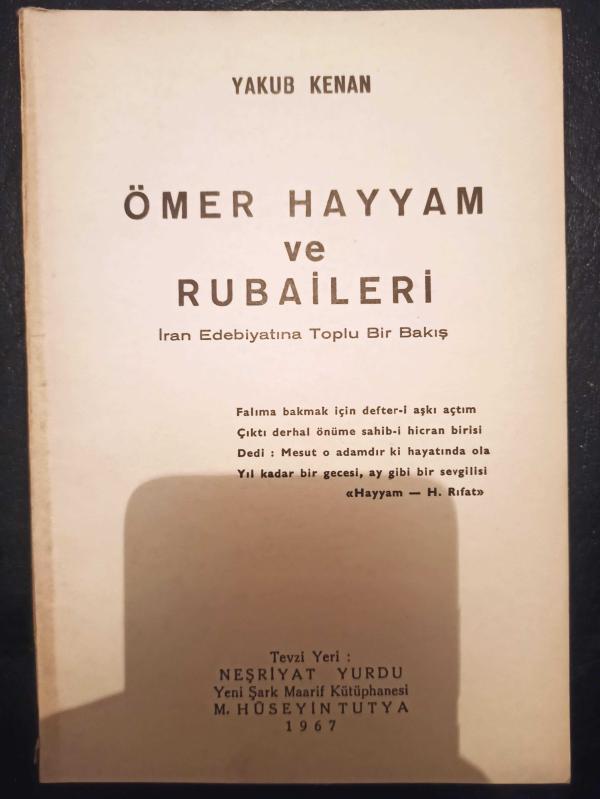 YAKUB KENAN
ÖMER HAYYAM
ve
RUBAİLERİ
İran Edebiyatına Toplu Bir Bakış
Falıma bakmak için defter-i aşkı açtım
Çıktı derhal önüme sahib-i hicran birisi
Dedi : Mesut o adamdır ki hayatında ola
Yıl kadar bir gecesi, ay gibi bir sevgilisi
«Hayyam — H. Rıfat»
Tevzi Yeri :
NEŞRİYAT YURDU
Yeni Şark Maarif Kütüphanesi
M. HÜSEYİN TUTYA
1967